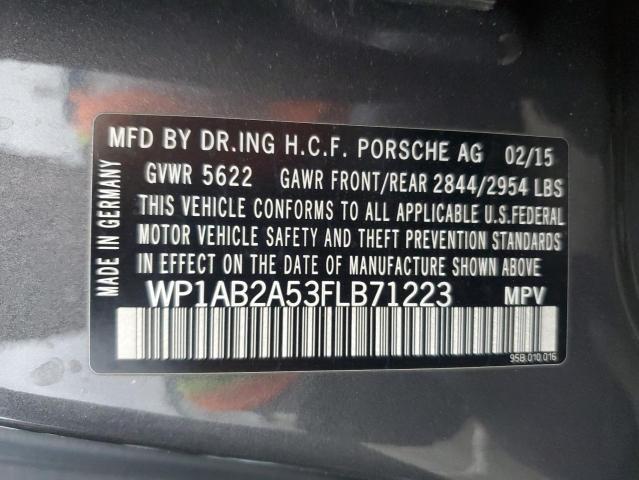 MFD BY DR.ING H.C.F. PORSCHE AG 02/15
GVWR 5622 GAWR FRONT/REAR 2844/2954 LBS
THIS VEHICLE CONFORMS TO ALL APPLICABLE U.S.FEDERAL
MOTOR VEHICLE SAFETY AND THEFT PREVENTION STANDARDS
IN EFFECT ON THE DATE OF MANUFACTURE SHOWN ABOVE.
WP1AB2A53FLB71223 MPV
95B.010.016
MADE IN GERMANY